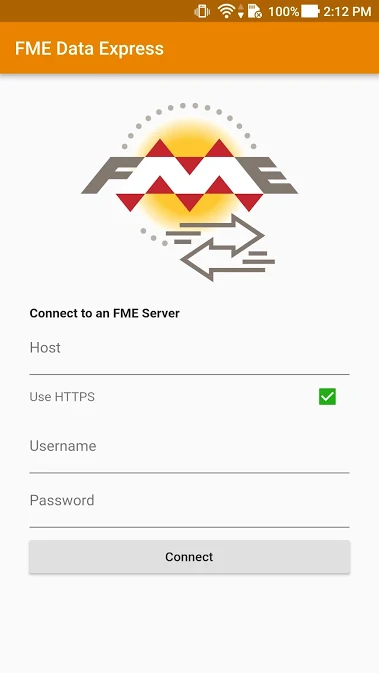 100% 2:12 PM
FME Data Express
FME
Connect to an FME Server
Host
Use HTTPS
Username
Password
Connect